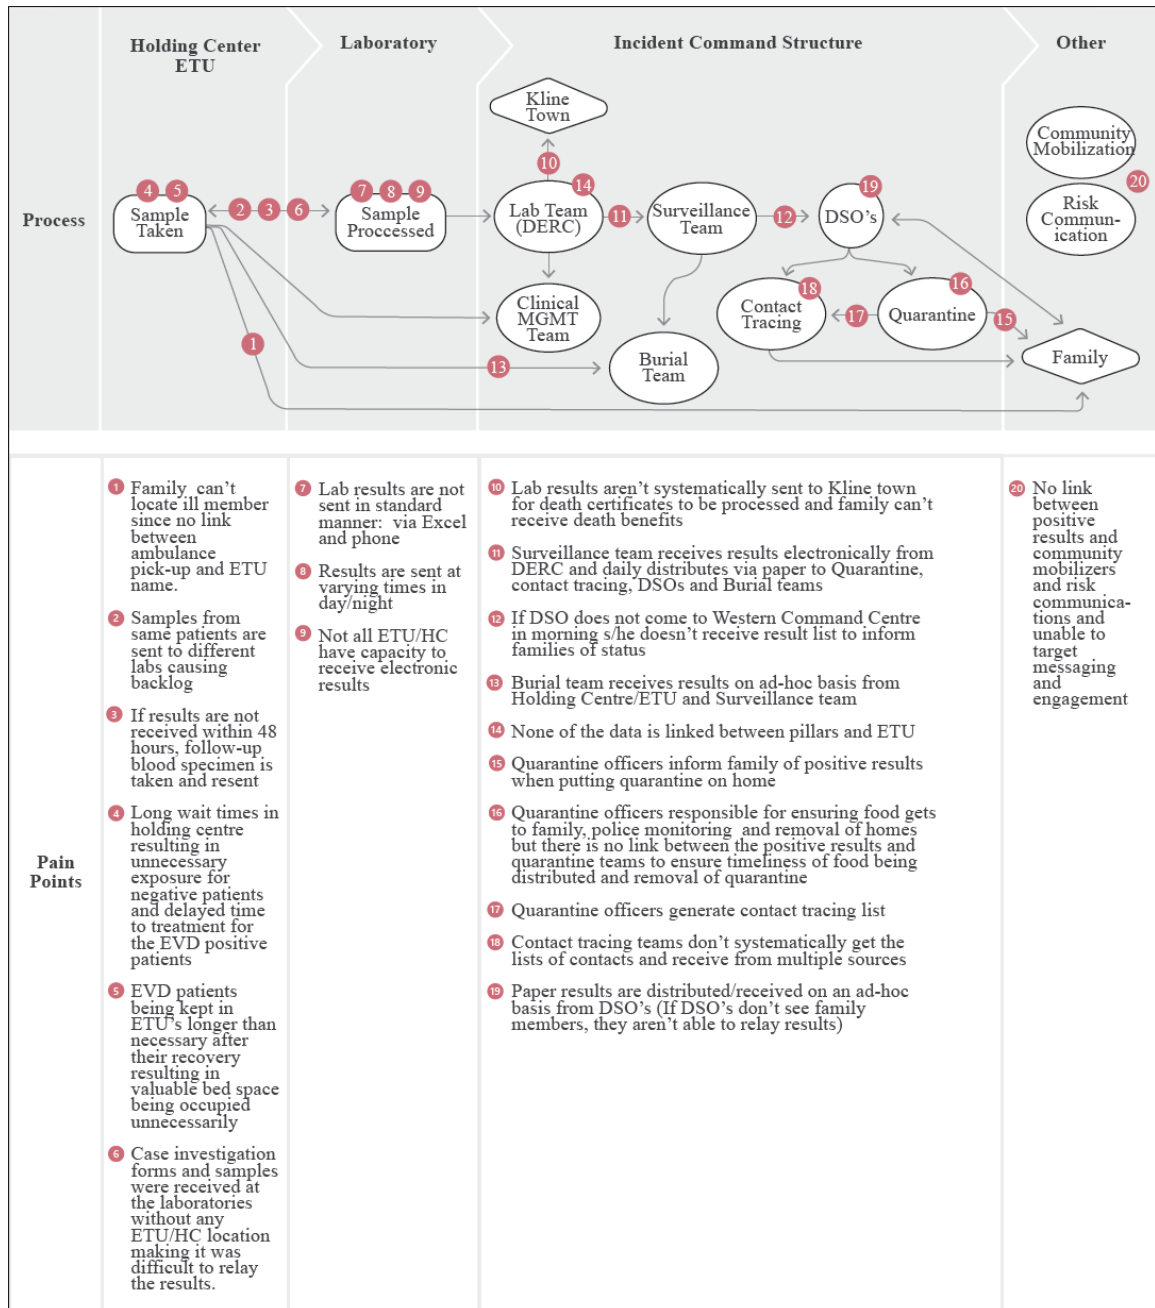 Holding Center
ETU
Laboratory
Incident Command Structure
Other
Process
Kline
Town
Community
Mobilization
20
Risk
Commun-
ication
4 5
Sample
Taken
2 3 6
7 8 9
Sample
Proccessed
10
14
Lab Team
(DERC)
11
Surveillance
Team
12
19
DSO's
Clinical
MGMT
Team
18
Contact
Tracing
17
16
Quarantine
15
1
13
Burial
Team
Family
Pain
Points
1 Family can't
locate ill member
since no link
between
ambulance
pick-up and ETU
name.
2 Samples from
same patients are
sent to different
labs causing
backlog
3 If results are not
received within 48
hours, follow-up
blood specimen is
taken and resent
4 Long wait times in
holding centre
resulting in
unnecessary
exposure for
negative patients
and delayed time
to treatment for
the EVD positive
patients
5 EVD patients
being kept in
ETU's longer than
necessary after
their recovery
resulting in
valuable bed space
being occupied
unnecessarily
6 Case investigation
forms and samples
were received at
the laboratories
without any
ETU/HC location
making it was
difficult to relay
the results.
7 Lab results are not
sent in standard
manner: via Excel
and phone
8 Results are sent at
varying times in
day/night
9 Not all ETU/HC
have capacity to
receive electronic
results
10 Lab results aren't systematically sent to Kline town
for death certificates to be processed and family can't
receive death benefits
11 Surveillance team receives results electronically from
DERC and daily distributes via paper to Quarantine,
contact tracing, DSOs and Burial teams
12 If DSO does not come to Western Command Centre
in morning s/he doesn't receive result list to inform
families of status
13 Burial team receives results on ad-hoc basis from
Holding Centre/ETU and Surveillance team
14 None of the data is linked between pillars and ETU
15 Quarantine officers inform family of positive results
when putting quarantine on home
16 Quarantine officers responsible for ensuring food gets
to family, police monitoring and removal of homes
but there is no link between the positive results and
quarantine teams to ensure timeliness of food being
distributed and removal of quarantine
17 Quarantine officers generate contact tracing list
18 Contact tracing teams don't systematically get the
lists of contacts and receive from multiple sources
19 Paper results are distributed/received on an ad-hoc
basis from DSO's (If DSO's don't see family
members, they aren't able to relay results)
20 No link
between
positive
results and
community
mobilizers and
risk
communica-
tions and
unable to
target
messaging
and
engagement